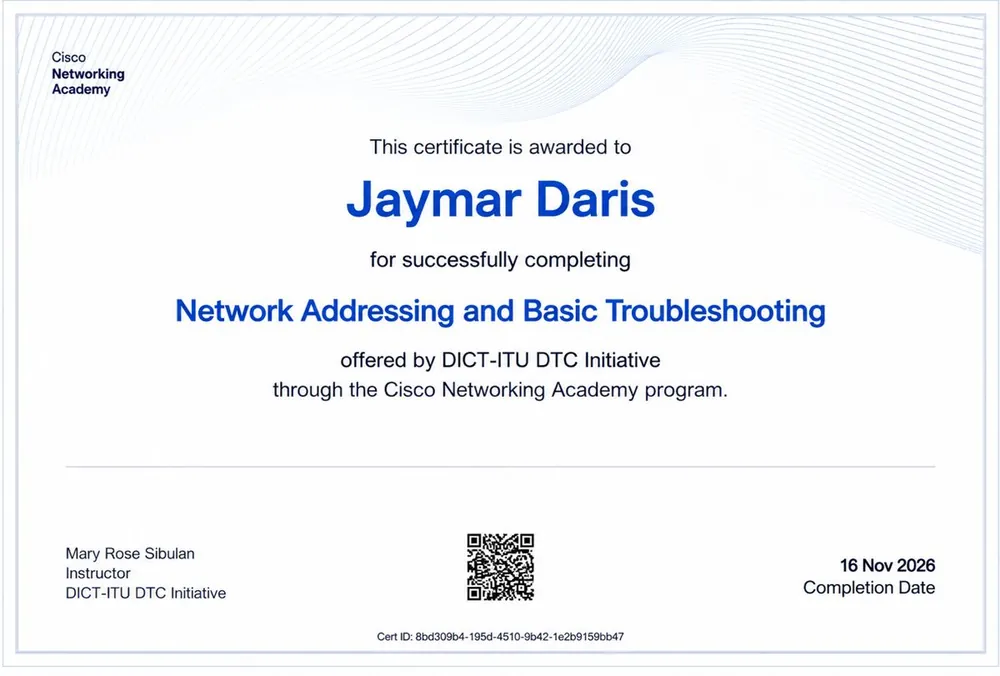 Cisco
Networking
Academy
This certificate is awarded to
Jaymar Daris
for successfully completing
Network Addressing and Basic Troubleshooting
offered by DICT-ITU DTC Initiative
through the Cisco Networking Academy program.
Mary Rose Sibulan
Instructor
DICT-ITU DTC Initiative
16 Nov 2026
Completion Date
Cert ID: 8bd309b4-195d-4510-9b42-1e2b9159bb47